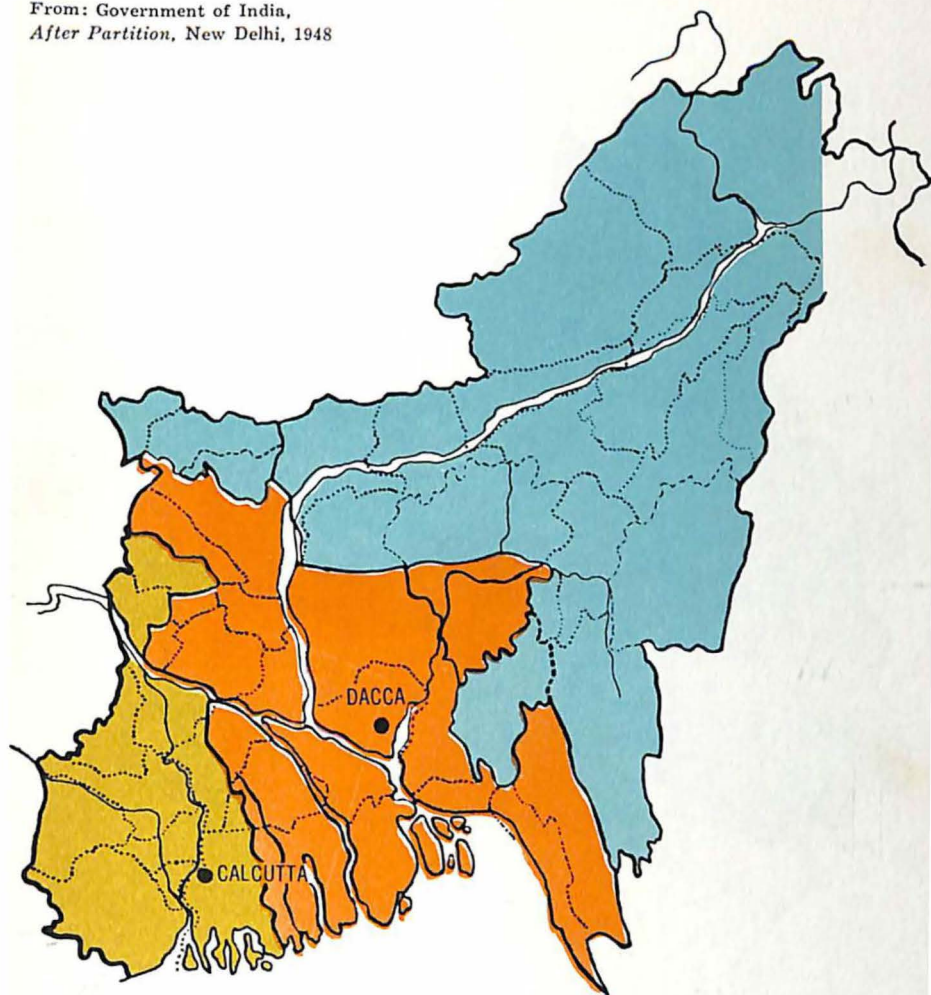 From: Government of India,
After Partition, New Delhi, 1948
DACCA
CALCUTTA